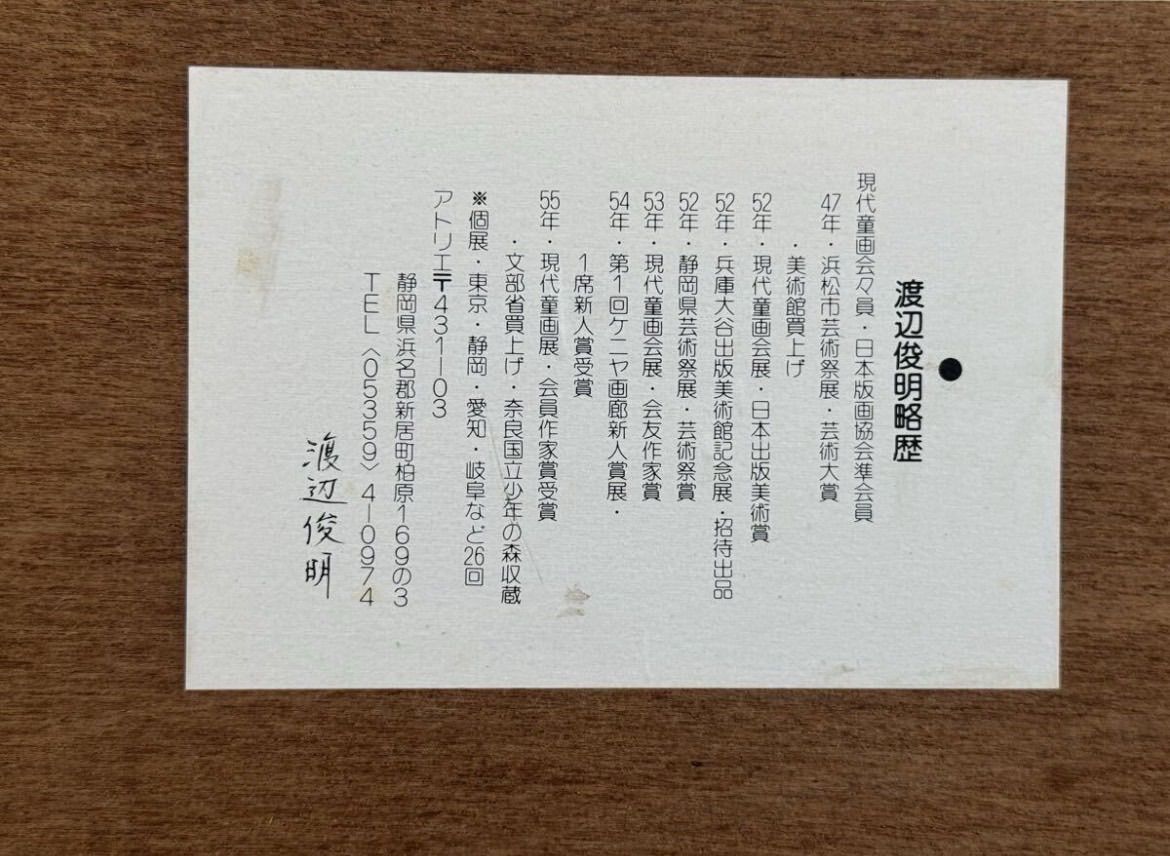 ●
渡辺俊明略歴
現代童画会々員・日本版画協会準会員
47年・浜松市芸術祭展・芸術大賞
・美術館買上げ
52年・現代童画会展・日本出版美術賞
52年・兵庫大谷出版美術館記念展・招待出品
52年・静岡県芸術祭展・芸術祭賞
53年・現代童画会展・会友作家賞
54年・第1回ケニヤ画廊新人賞展・
1席新人賞受賞
55年・現代童画展・会員作家賞受賞
・文部省買上げ・奈良国立少年の森収蔵
※個展・東京・静岡・愛知・岐阜など26回
アトリエ〒431−03
静岡県浜名郡新居町柏原169の3
TEL〈05359〉4−0974
渡辺俊明